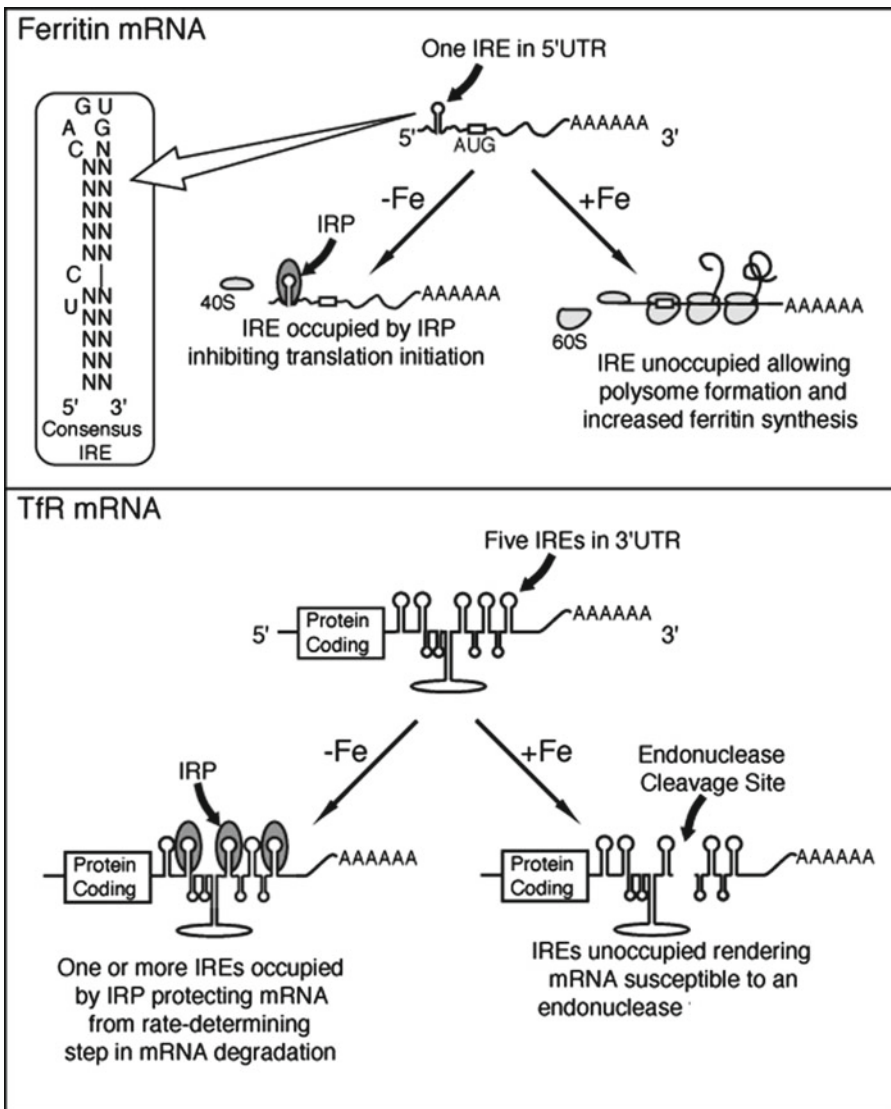 Ferritin mRNA
One IRE in 5'UTR
5'
AUG
AAAAAA
3'
G U
A G
C N
NN
NN
NN
NN
NN
C
U NN
NN
NN
NN
NN
5' 3'
Consensus
IRE
-Fe
+Fe
IRP
40S
AAAAAA
IRE occupied by IRP
inhibiting translation initiation
60S
AAAAAA
IRE unoccupied allowing
polysome formation and
increased ferritin synthesis
TfR mRNA
Five IREs in 3'UTR
5'
Protein
Coding
AAAAAA
3'
-Fe
+Fe
IRP
Protein
Coding
AAAAAA
One or more IREs occupied
by IRP protecting mRNA
from rate-determining
step in mRNA degradation
Endonuclease
Cleavage Site
Protein
Coding
AAAAAA
IREs unoccupied rendering
mRNA susceptible to an
endonuclease